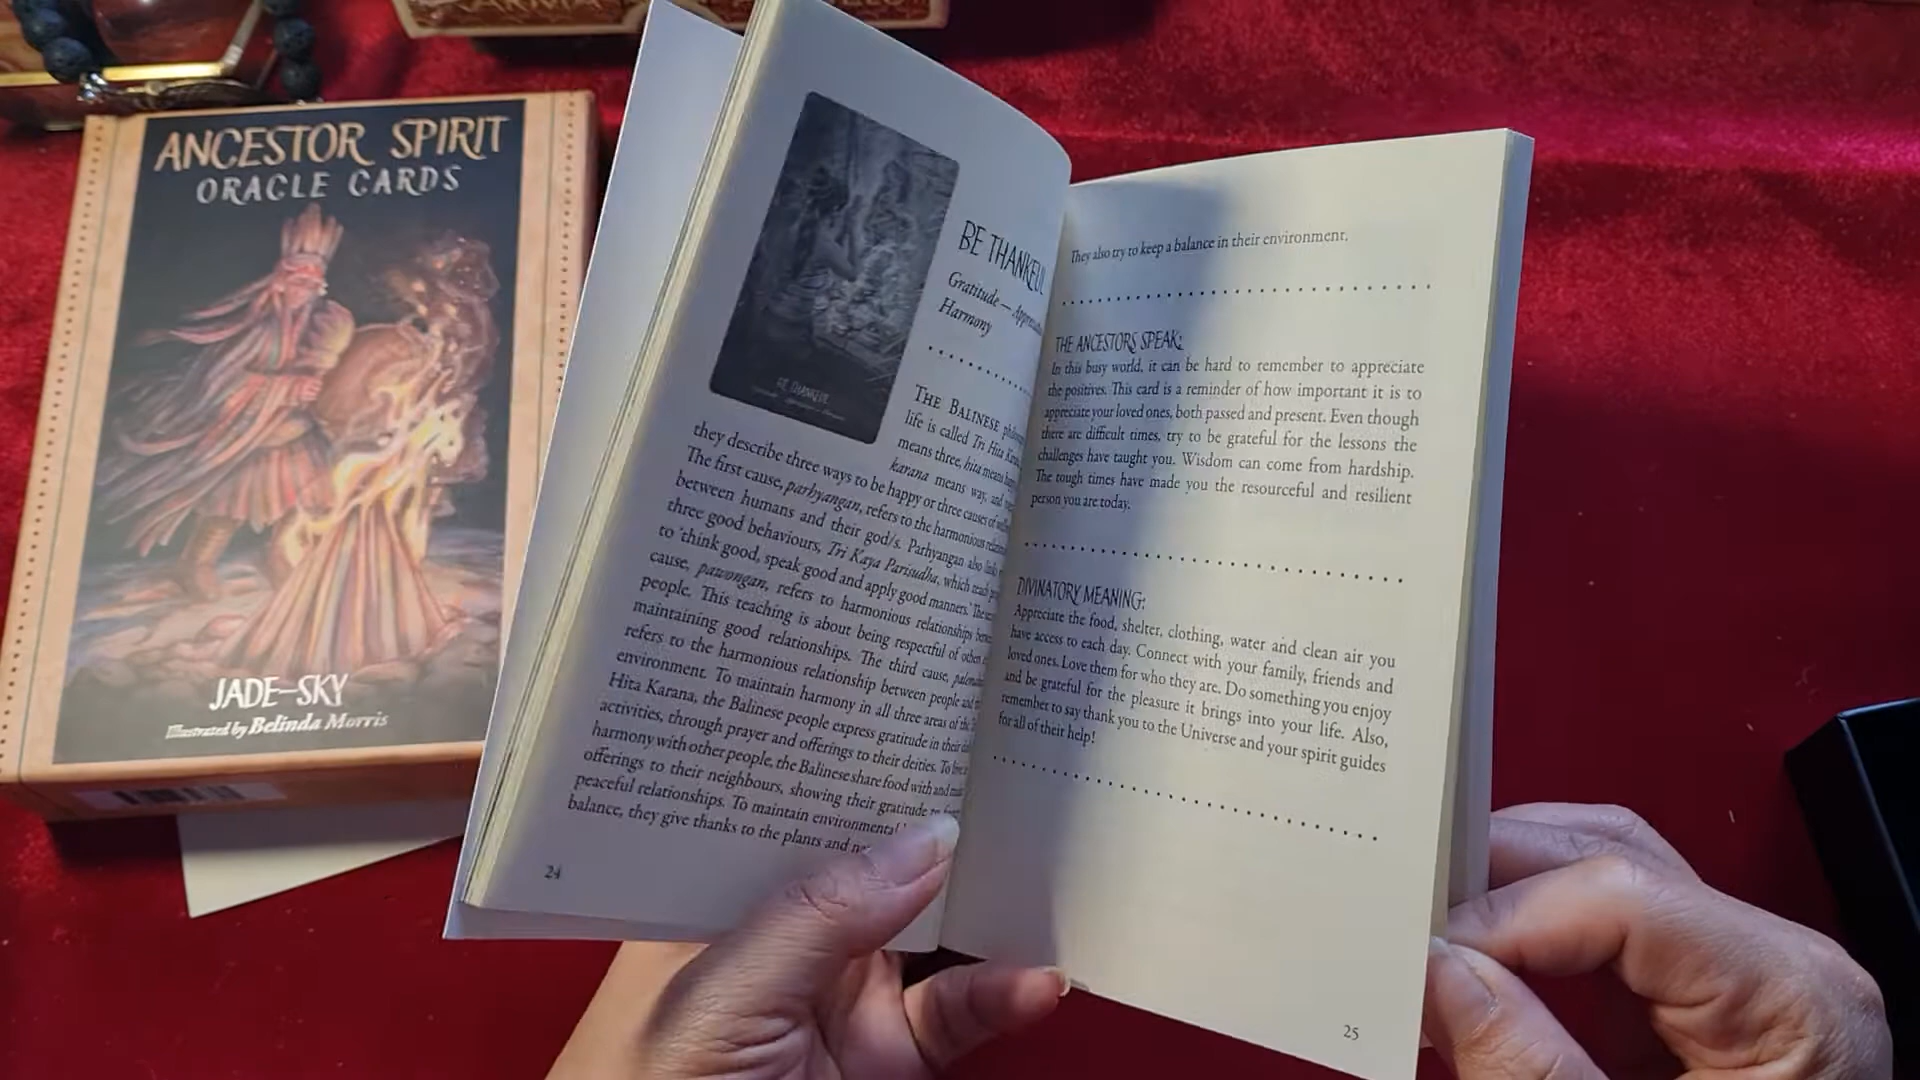 ANCESTOR SPIRIT
ORACLE CARDS
JADE-SKY
Illustrated by Belinda Morris
BE THANKFUL
BE THANKFUL
Gratitude —
Harmony
THE BALINESE
life is called Tri Hita
means three, hita means
karana means way, and
they describe three ways to be happy or three causes of
The first cause, parhyangan, refers to the harmonious
between humans and their god/s. Parhyangan also
three good behaviours, Tri Kaya Parisudha, which teach
to 'think good, speak good and apply good manners.' The
cause, pawongan, refers to harmonious relationships
people. This teaching is about being respectful of other
maintaining good relationships. The third cause,
refers to the harmonious relationship between people and
environment. To maintain harmony in all three areas of the
Hita Karana, the Balinese people express gratitude in their
activities, through prayer and offerings to their deities. To
harmony with other people, the Balinese share food with and
offerings to their neighbours, showing their gratitude
peaceful relationships. To maintain environmental
balance, they give thanks to the plants and
24
They also try to keep a balance in their environment.
THE ANCESTORS SPEAK:
In this busy world, it can be hard to remember to appreciate
the positives. This card is a reminder of how important it is to
appreciate your loved ones, both passed and present. Even though
there are difficult times, try to be grateful for the lessons the
challenges have taught you. Wisdom can come from hardship.
The tough times have made you the resourceful and resilient
person you are today.
DIVINATORY MEANING:
Appreciate the food, shelter, clothing, water and clean air you
have access to each day. Connect with your family, friends and
loved ones. Love them for who they are. Do something you enjoy
and be grateful for the pleasure it brings into your life. Also,
remember to say thank you to the Universe and your spirit guides
for all of their help!
25